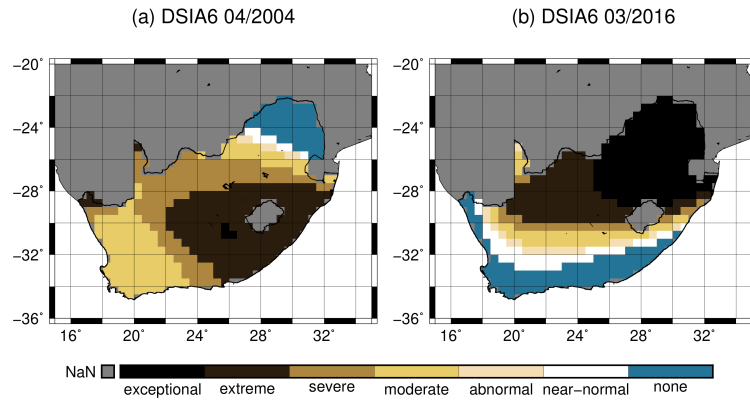 (a) DSIA6 04/2004
(b) DSIA6 03/2016
−20˚
−24˚
−28˚
−32˚
−36˚
16˚ 20˚ 24˚ 28˚ 32˚
−20˚
−24˚
−28˚
−32˚
−36˚
16˚ 20˚ 24˚ 28˚ 32˚
NaN
exceptional extreme severe moderate abnormal near-normal none